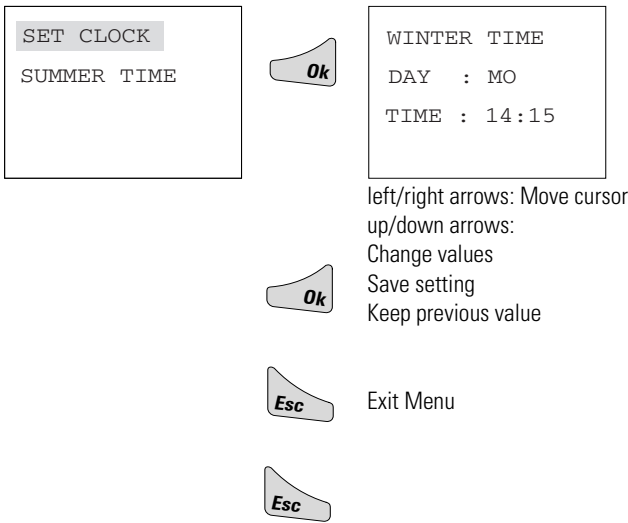 SET CLOCK
SUMMER TIME
Ok
WINTER TIME
DAY : MO
TIME : 14:15
left/right arrows: Move cursor
up/down arrows:
Change values
Ok
Save setting
Keep previous value
Esc
Exit Menu
Esc